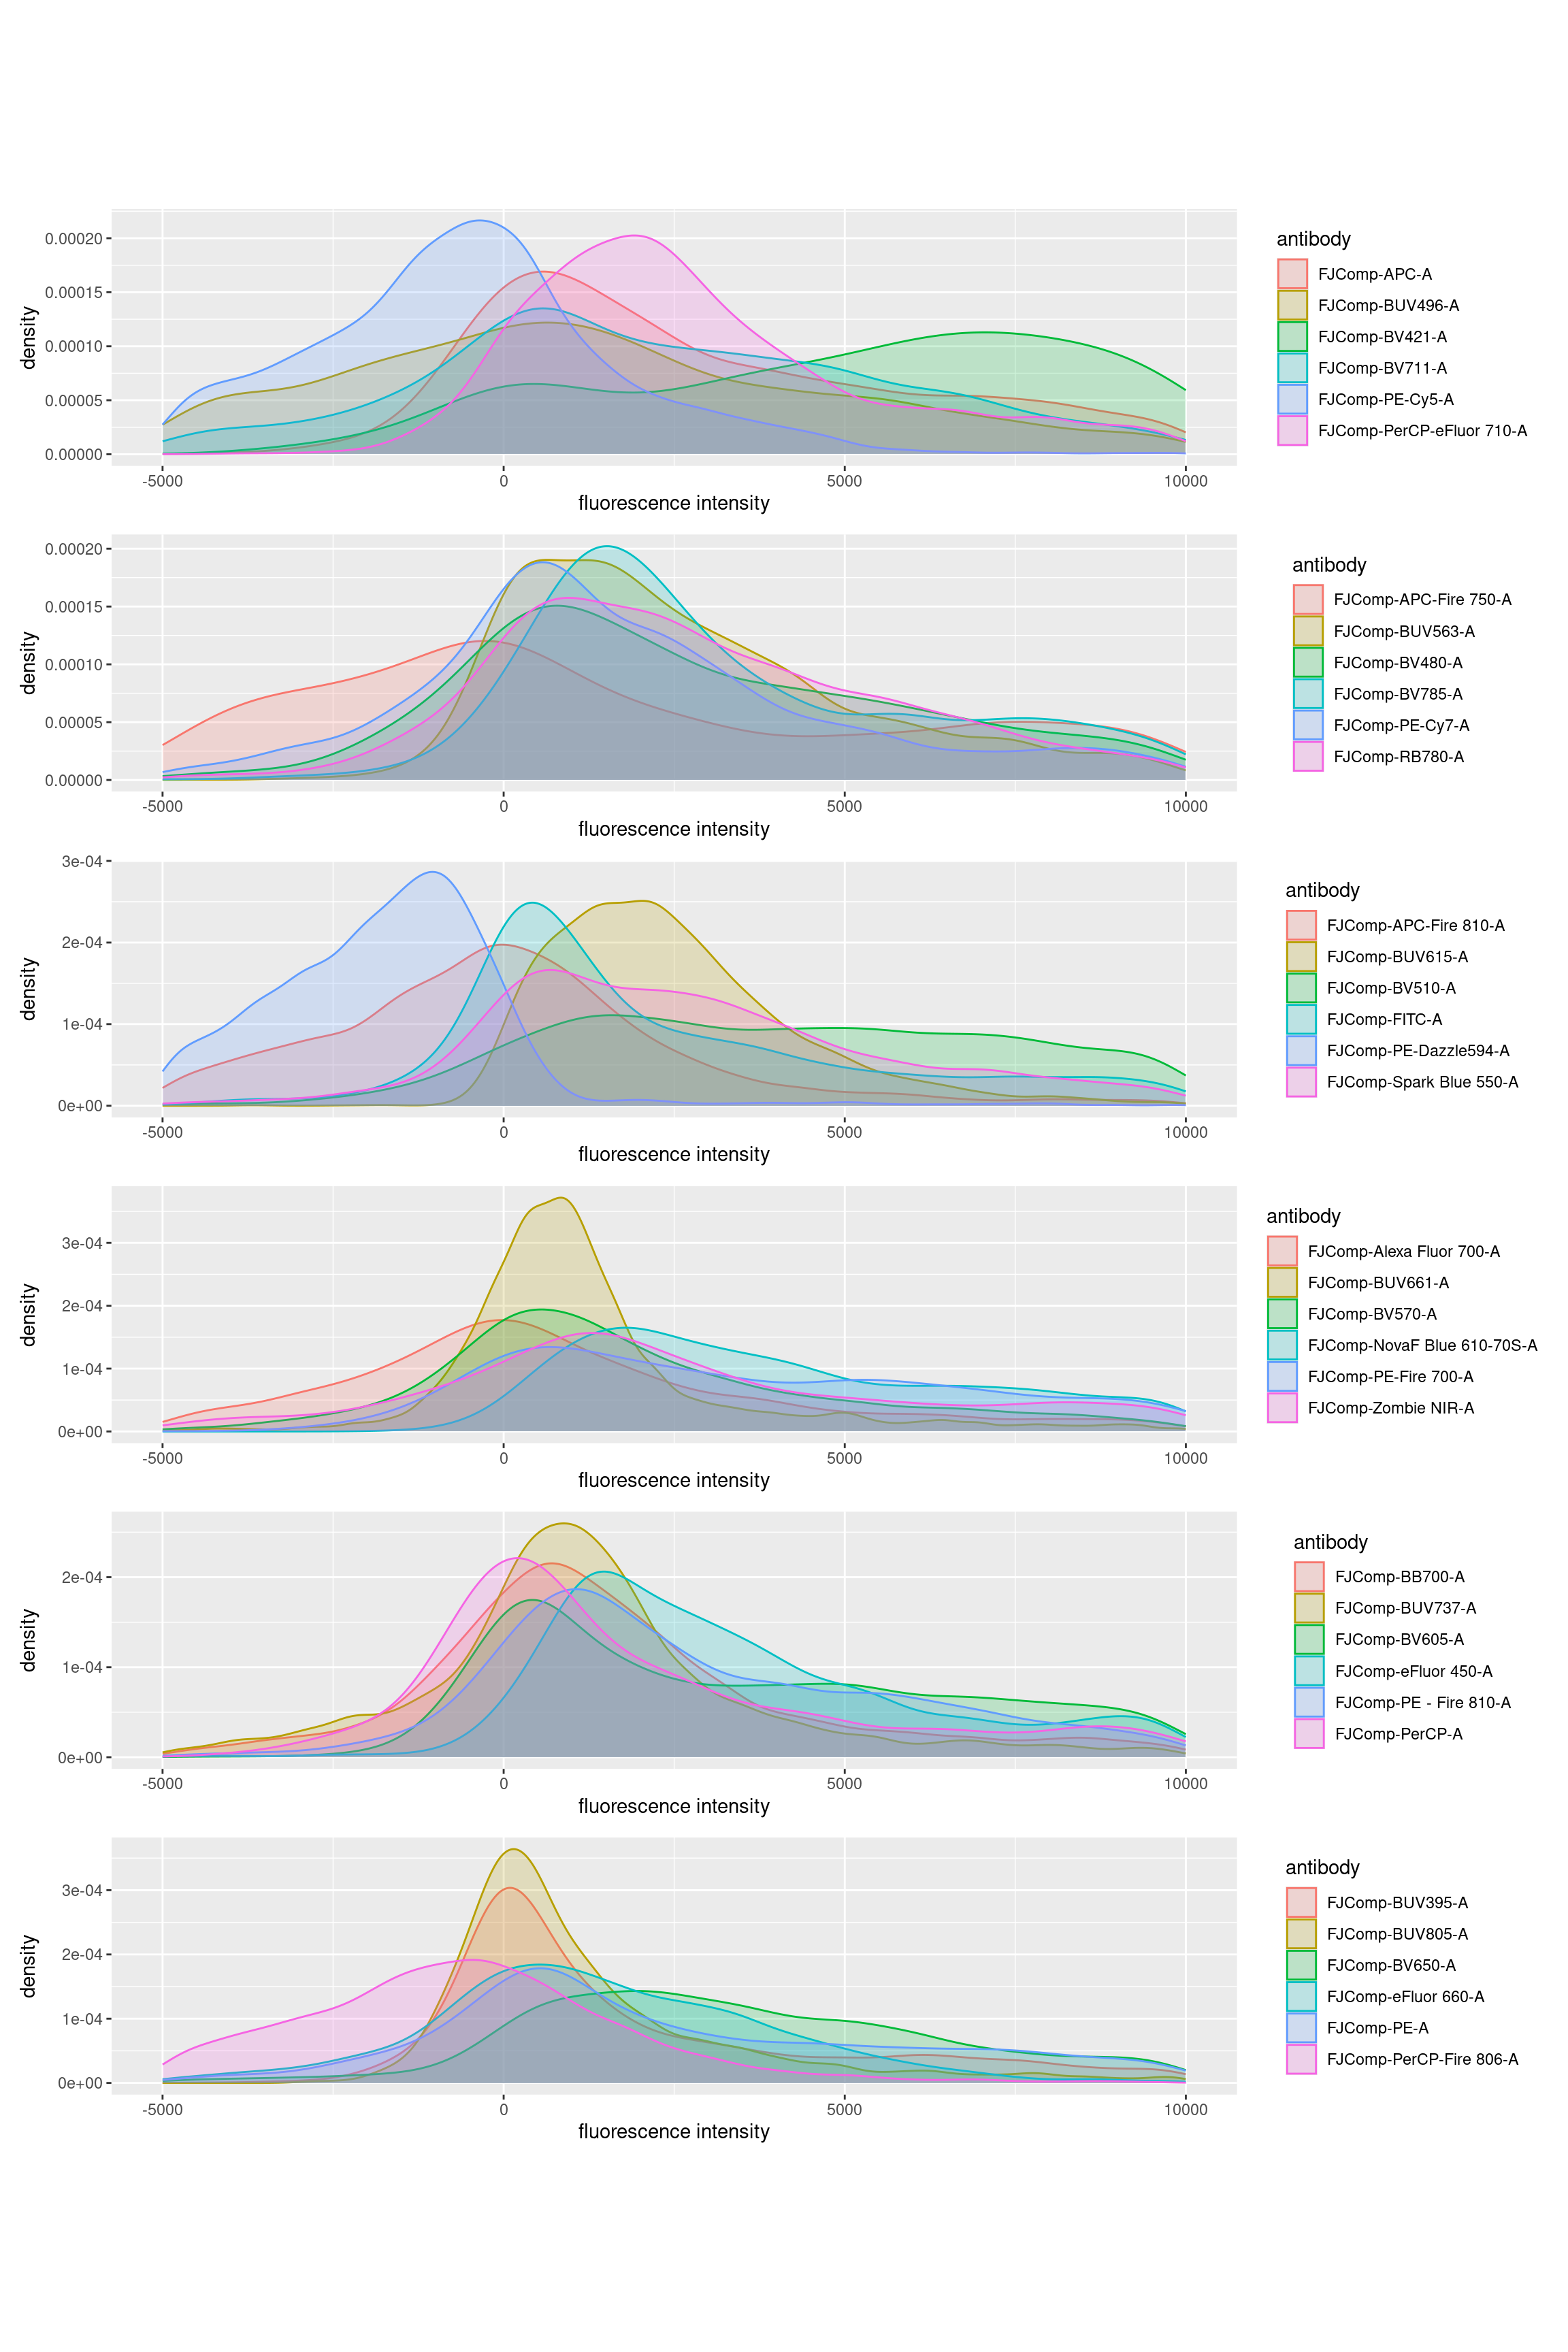 density
0.00020
0.00015
0.00010
0.00005
0.00000
-5000 0 5000 10000
fluorescence intensity
antibody
FJComp-APC-A
FJComp-BUV496-A
FJComp-BV421-A
FJComp-BV711-A
FJComp-PE-Cy5-A
FJComp-PerCP-eFluor 710-A
density
0.00020
0.00015
0.00010
0.00005
0.00000
-5000 0 5000 10000
fluorescence intensity
antibody
FJComp-APC-Fire 750-A
FJComp-BUV563-A
FJComp-BV480-A
FJComp-BV785-A
FJComp-PE-Cy7-A
FJComp-RB780-A
density
3e-04
2e-04
1e-04
0e+00
-5000 0 5000 10000
fluorescence intensity
antibody
FJComp-APC-Fire 810-A
FJComp-BUV615-A
FJComp-BV510-A
FJComp-FITC-A
FJComp-PE-Dazzle594-A
FJComp-Spark Blue 550-A
density
3e-04
2e-04
1e-04
0e+00
-5000 0 5000 10000
fluorescence intensity
antibody
FJComp-Alexa Fluor 700-A
FJComp-BUV661-A
FJComp-BV570-A
FJComp-NovaF Blue 610-70S-A
FJComp-PE-Fire 700-A
FJComp-Zombie NIR-A
density
2e-04
1e-04
0e+00
-5000 0 5000 10000
fluorescence intensity
antibody
FJComp-BB700-A
FJComp-BUV737-A
FJComp-BV605-A
FJComp-eFluor 450-A
FJComp-PE - Fire 810-A
FJComp-PerCP-A
density
3e-04
2e-04
1e-04
0e+00
-5000 0 5000 10000
fluorescence intensity
antibody
FJComp-BUV395-A
FJComp-BUV805-A
FJComp-BV650-A
FJComp-eFluor 660-A
FJComp-PE-A
FJComp-PerCP-Fire 806-A